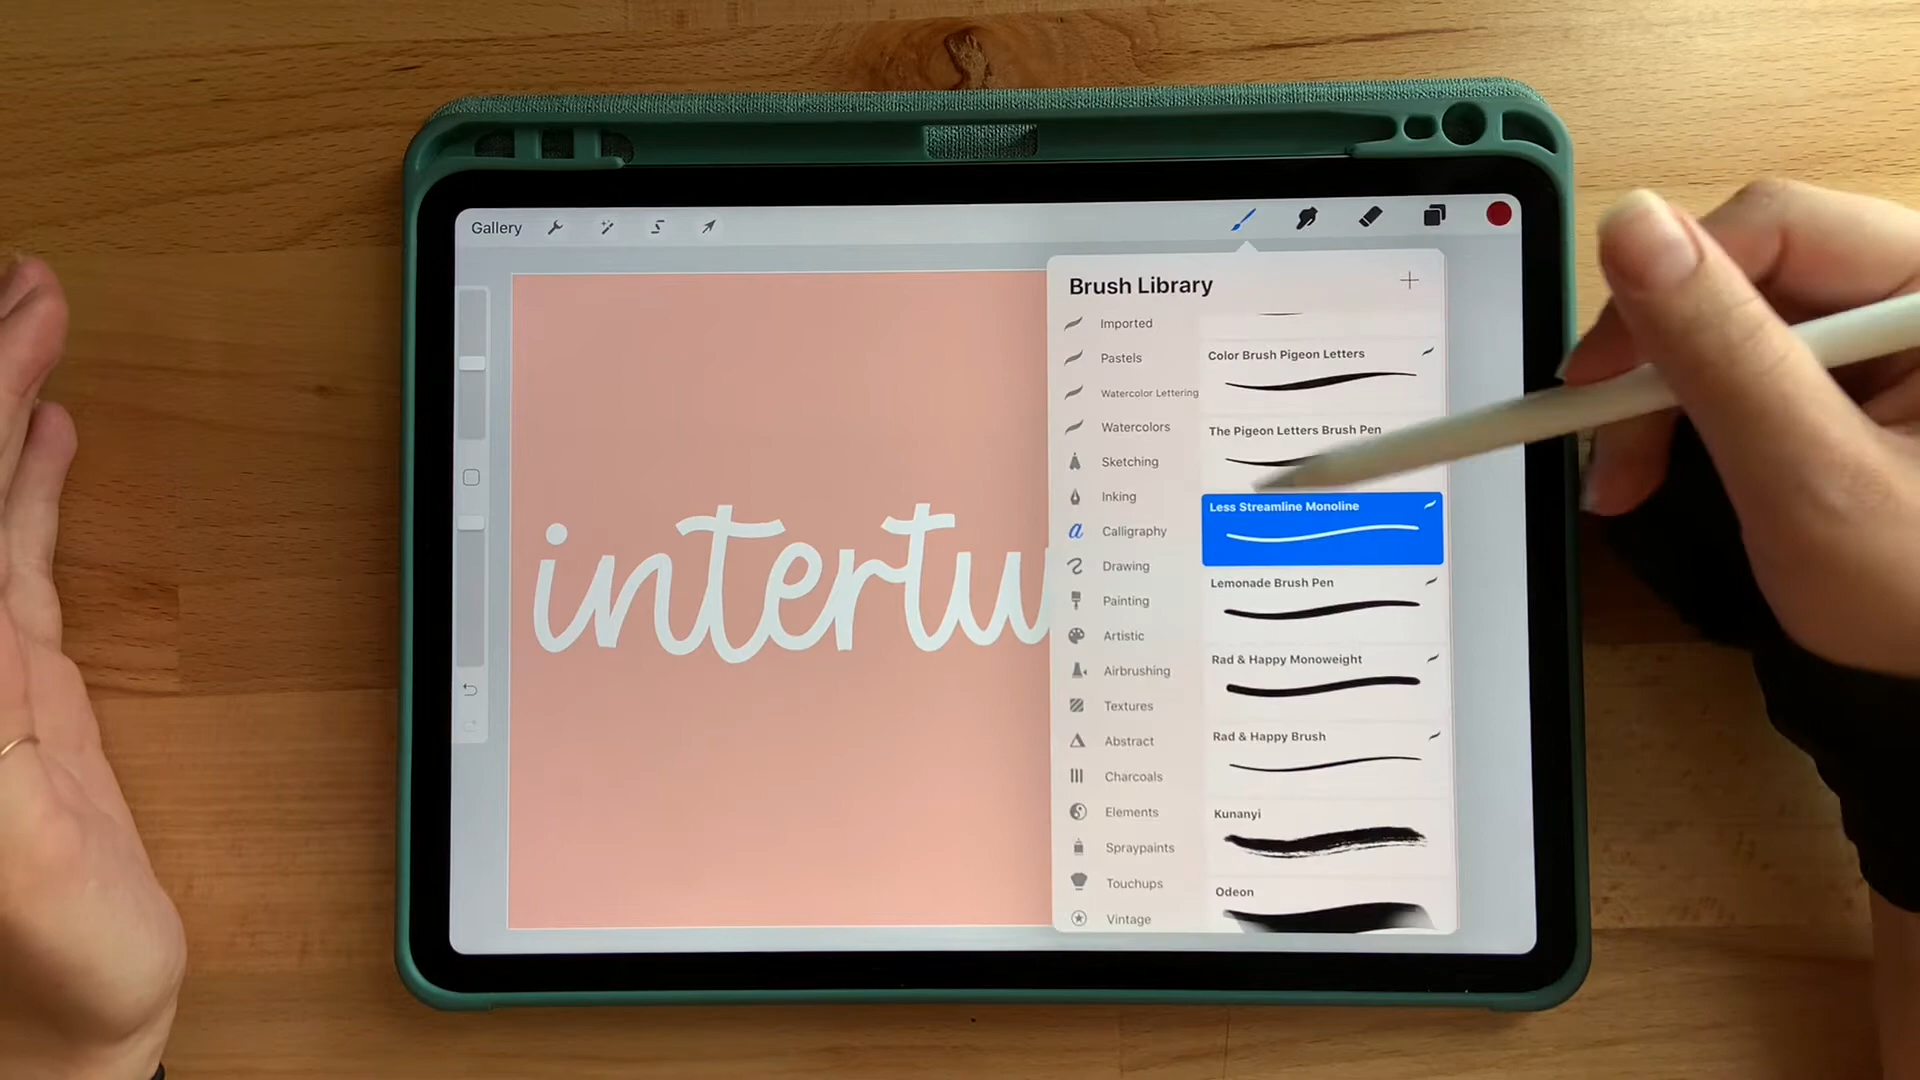 Gallery
Brush Library
Imported
Pastels
Watercolor Lettering
Watercolors
Sketching
Inking
Calligraphy
Drawing
Painting
Artistic
Airbrushing
Textures
Abstract
Charcoals
Elements
Spraypaints
Touchups
Vintage
Color Brush Pigeon Letters
The Pigeon Letters Brush Pen
Less Streamline Monoline
Lemonade Brush Pen
Rad & Happy Monoweight
Rad & Happy Brush
Kunanyi
Odeon
intertw